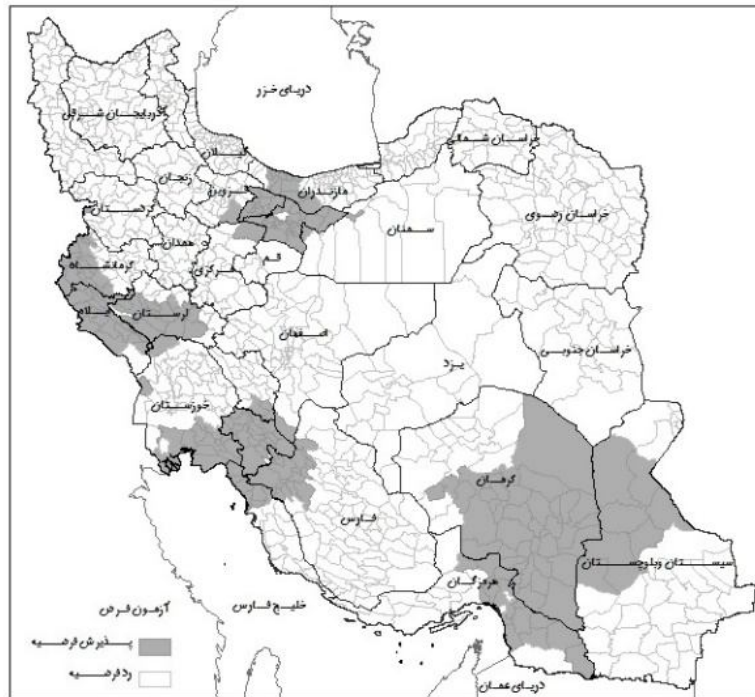 دریای خزر
آذربایجان شرقی
گیلان
خراسان شمالی
زنجان
مازندران
کردستان
سمنان
خراسان رضوی
همدان
قم
کرمانشاه
مرکزی
لرستان
ایلام
اصفهان
یزد
خراسان جنوبی
خوزستان
کرمان
فارس
سیستان وبلوچستان
هرمزگان
خلیج فارس
آزمون فرض
پذیرش فرضیه
رد فرضیه
دریای عمان